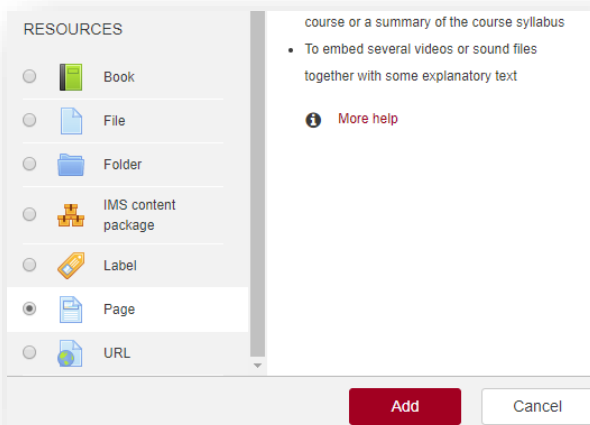 RESOURCES
Book
File
Folder
IMS content
package
Label
Page
URL
course or a summary of the course syllabus
To embed several videos or sound files
together with some explanatory text
More help
Add
Cancel